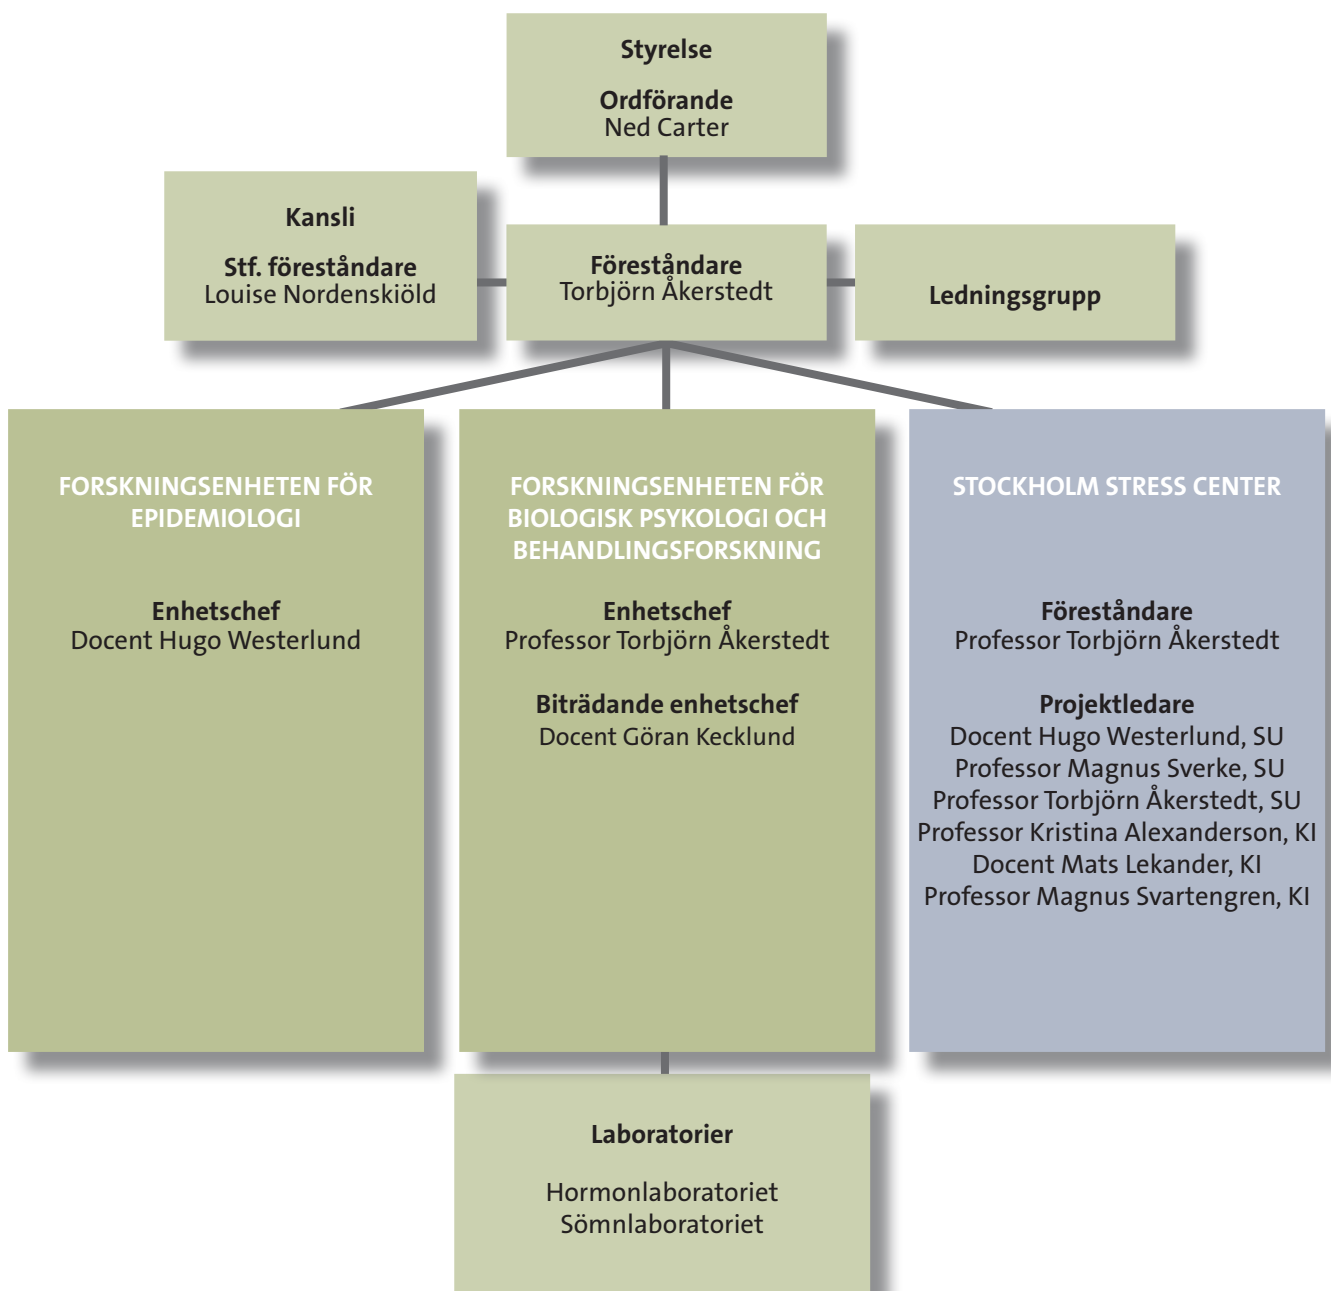 Styrelse
Ordförande
Ned Carter
Kansli
Stf. föreståndare
Louise Nordenskiöld
Föreståndare
Torbjörn Åkerstedt
Ledningsgrupp
FORSKNINGSENHETEN FÖR
EPIDEMIOLOGI
Enhetschef
Docent Hugo Westerlund
FORSKNINGSENHETEN FÖR
BIOLOGISK PSYKOLOGI OCH
BEHANDLINGSFORSKNING
Enhetschef
Professor Torbjörn Åkerstedt
Biträdande enhetschef
Docent Göran Kecklund
STOCKHOLM STRESS CENTER
Föreståndare
Professor Torbjörn Åkerstedt
Projektledare
Docent Hugo Westerlund, SU
Professor Magnus Sverke, SU
Professor Torbjörn Åkerstedt, SU
Professor Kristina Alexanderson, KI
Docent Mats Lekander, KI
Professor Magnus Svartengren, KI
Laboratorier
Hormonlaboratoriet
Sömnlaboratoriet